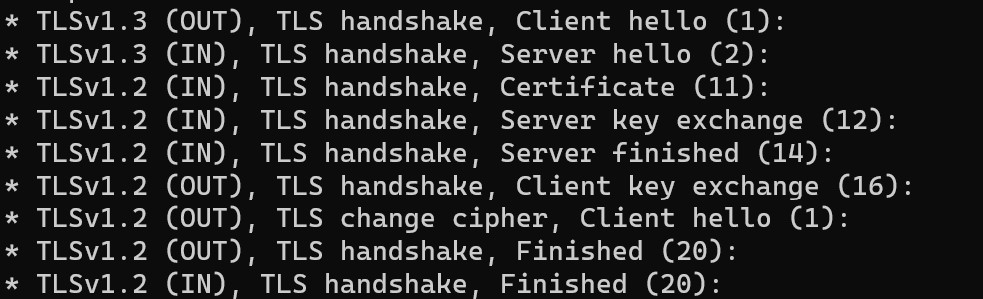 * TLSv1.3 (OUT), TLS handshake, Client hello (1):
* TLSv1.3 (IN), TLS handshake, Server hello (2):
* TLSv1.2 (IN), TLS handshake, Certificate (11):
* TLSv1.2 (IN), TLS handshake, Server key exchange (12):
* TLSv1.2 (IN), TLS handshake, Server finished (14):
* TLSv1.2 (OUT), TLS handshake, Client key exchange (16):
* TLSv1.2 (OUT), TLS change cipher, Client hello (1):
* TLSv1.2 (OUT), TLS handshake, Finished (20):
* TLSv1.2 (IN), TLS handshake, Finished (20):